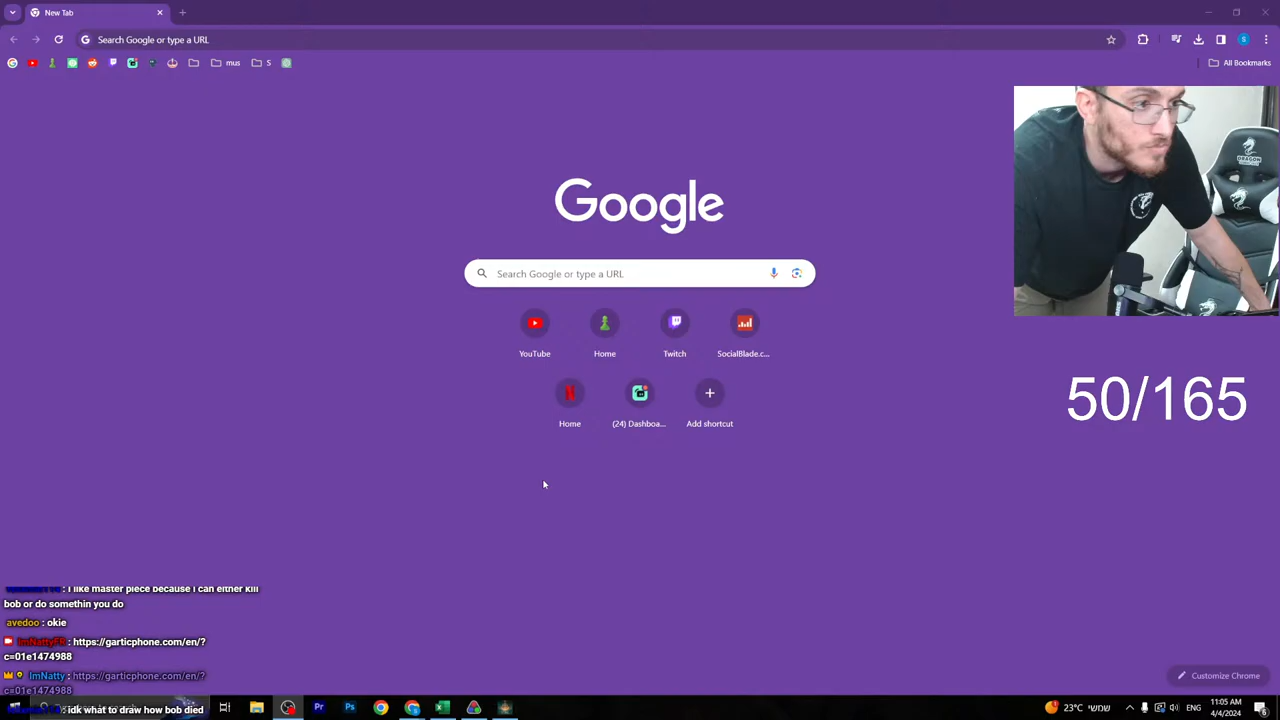 New Tab
Search Google or type a URL
mus
S
All Bookmarks
Google
Search Google or type a URL
YouTube
Home
Twitch
SocialBlade.c...
Home
(24) Dashboa...
Add shortcut
DRAGON
50/165
: I like master piece because I can either kill
bob or do somethin you do
avedoo : okie
ImNattyFR : https://garticphone.com/en/?
c=01e1474988
ImNatty : https://garticphone.com/en/?
c=01e1474988
: idk what to draw how bob died
Customize Chrome
23°C
שמשי
ENG
11:05 AM
4/4/2024
6